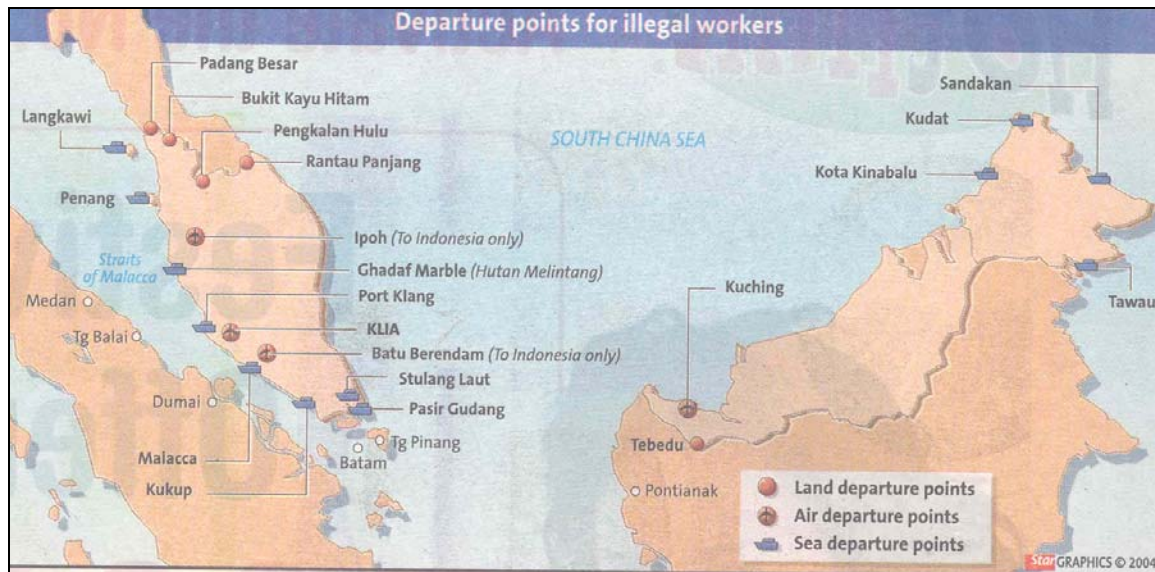 Departure points for illegal workers
Padang Besar
Bukit Kayu Hitam
Langkawi
Pengkalan Hulu
Rantau Panjang
Penang
Ipoh (To Indonesia only)
Straits
of Malacca
Ghadaf Marble (Hutan Melintang)
Medan
Port Klang
Tg Balai
KLIA
Batu Berendam (To Indonesia only)
Stulang Laut
Dumai
Pasir Gudang
Tg Pinang
Malacca
Batam
Kukup
SOUTH CHINA SEA
Sandakan
Kudat
Kota Kinabalu
Kuching
Tawau
Tebedu
Pontianak
Land departure points
Air departure points
Sea departure points
Star GRAPHICS © 2004